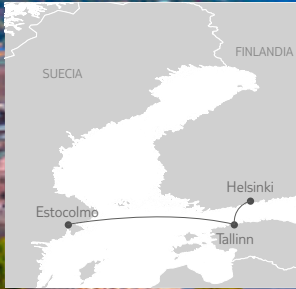 FINLANDIA
SUECIA
Helsinki
Estocolmo
Tallinn